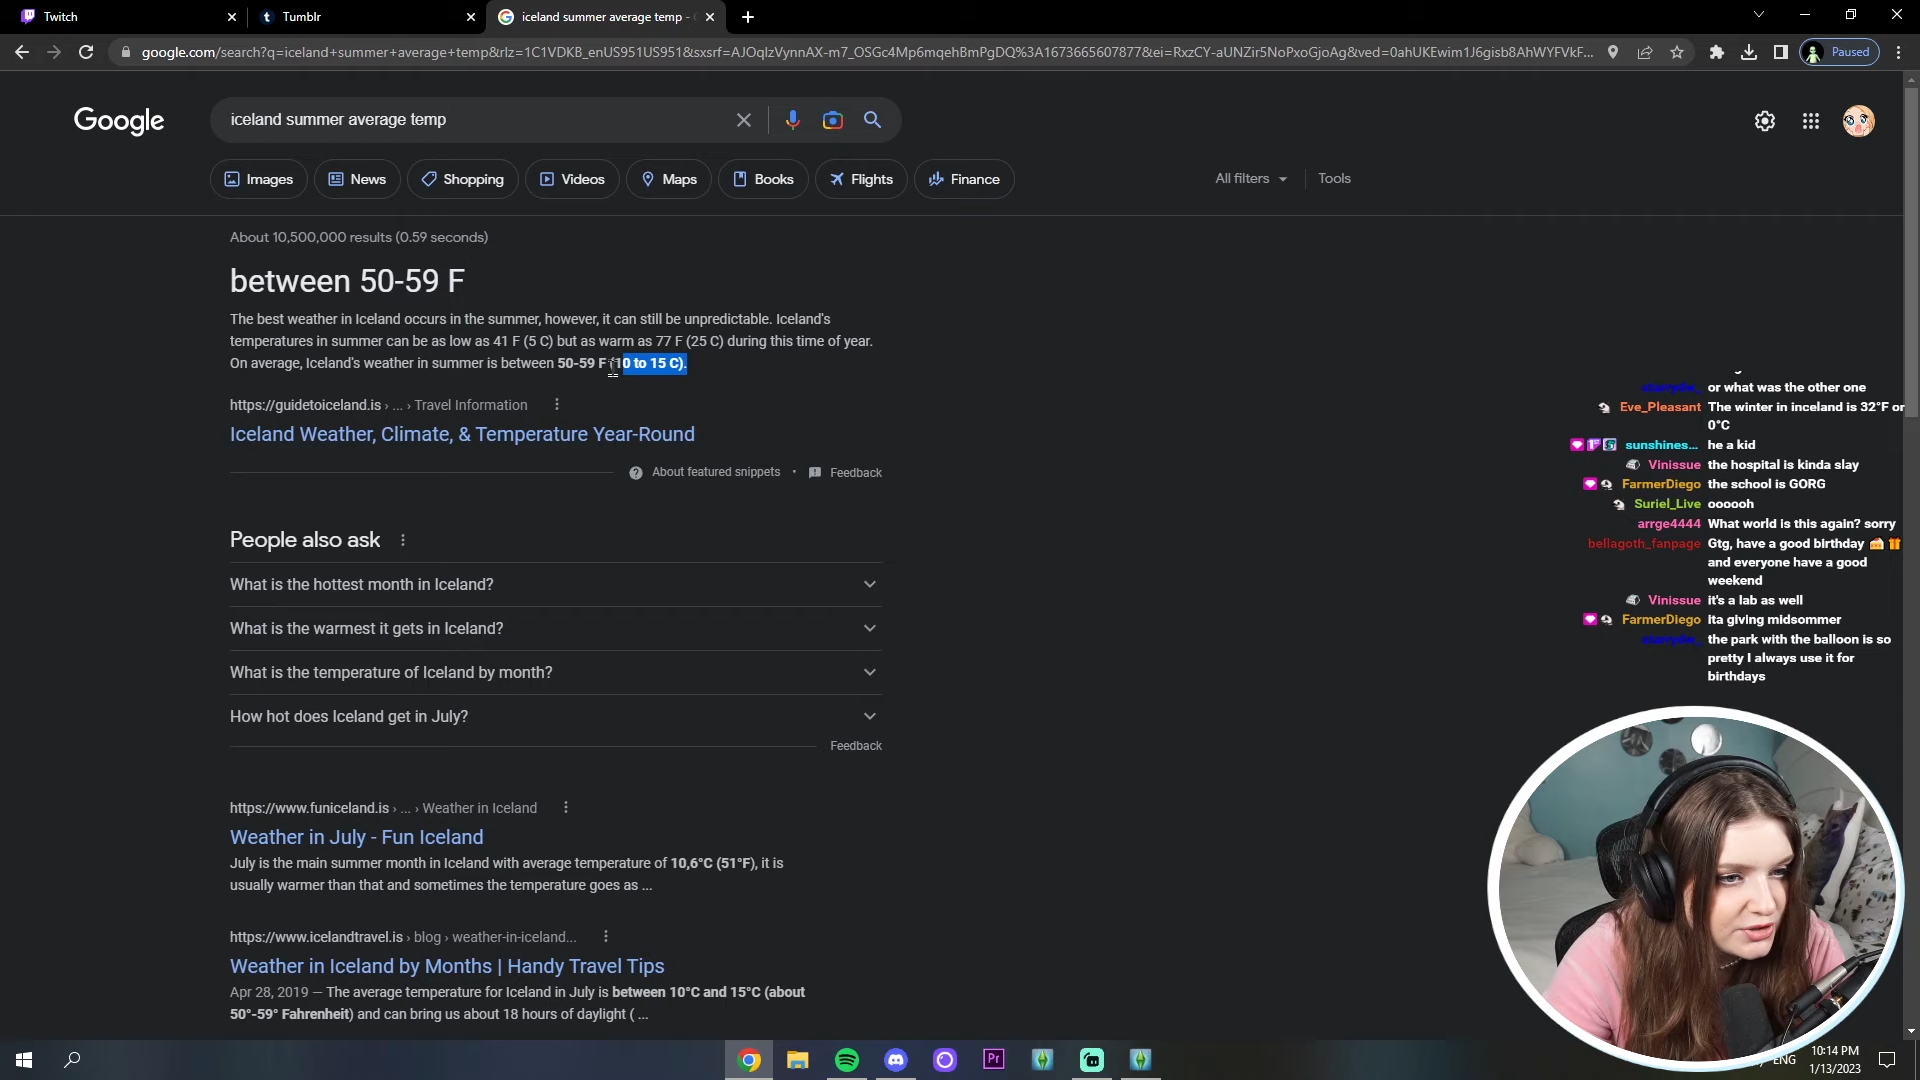 Twitch
Tumblr
iceland summer average temp -
google.com/search?q=iceland+summer+average+temp&rlz=1C1VDKB_enUS951US951&sxsrf=AJOqlzVynnAX-m7_OSGc4Mp6mqehBmPgDQ%3A1673665607877&ei=RxzCY-aUNZir5NoPxoGjoAg&ved=0ahUKEwim1J6gisb8AhWYFVkF...
Paused
Google
iceland summer average temp
Images
News
Shopping
Videos
Maps
Books
Flights
Finance
All filters
Tools
About 10,500,000 results (0.59 seconds)
between 50-59 F
The best weather in Iceland occurs in the summer, however, it can still be unpredictable. Iceland's
temperatures in summer can be as low as 41 F (5 C) but as warm as 77 F (25 C) during this time of year.
On average, Iceland's weather in summer is between 50-59 F (10 to 15 C).
https://guidetoiceland.is › ... › Travel Information
Iceland Weather, Climate, & Temperature Year-Round
About featured snippets • Feedback
People also ask
What is the hottest month in Iceland?
What is the warmest it gets in Iceland?
What is the temperature of Iceland by month?
How hot does Iceland get in July?
Feedback
https://www.funiceland.is › ... › Weather in Iceland
Weather in July - Fun Iceland
July is the main summer month in Iceland with average temperature of 10,6°C (51°F), it is
usually warmer than that and sometimes the temperature goes as ...
https://www.icelandtravel.is › blog › weather-in-iceland...
Weather in Iceland by Months | Handy Travel Tips
Apr 28, 2019 — The average temperature for Iceland in July is between 10°C and 15°C (about
50°-59° Fahrenheit) and can bring us about 18 hours of daylight ( ...
or what was the other one
Eve_Pleasant The winter in inceland is 32°F or
0°C
sunshines... he a kid
Vinissue the hospital is kinda slay
FarmerDiego the school is GORG
Suriel_Live oooooh
arrge4444 What world is this again? sorry
bellagoth_fanpage Gtg, have a good birthday 🍰 🎁
and everyone have a good
weekend
Vinissue it's a lab as well
FarmerDiego ita giving midsommer
the park with the balloon is so
pretty I always use it for
birthdays
Pr
ENG
10:14 PM
1/13/2023